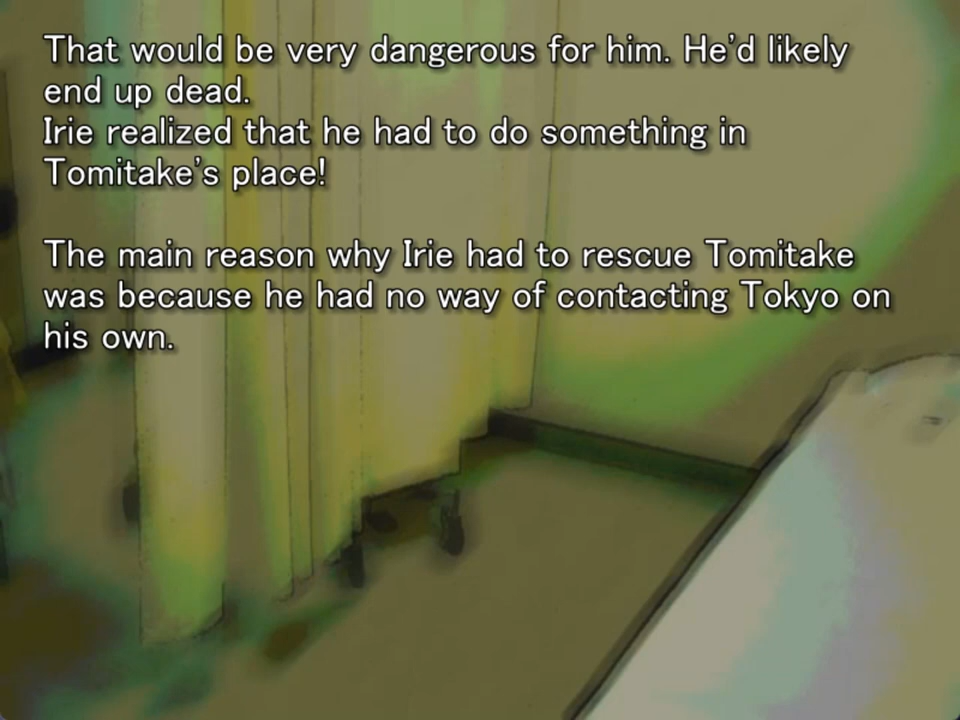 That would be very dangerous for him. He'd likely
end up dead.
Irie realized that he had to do something in
Tomitake's place!
The main reason why Irie had to rescue Tomitake
was because he had no way of contacting Tokyo on
his own.